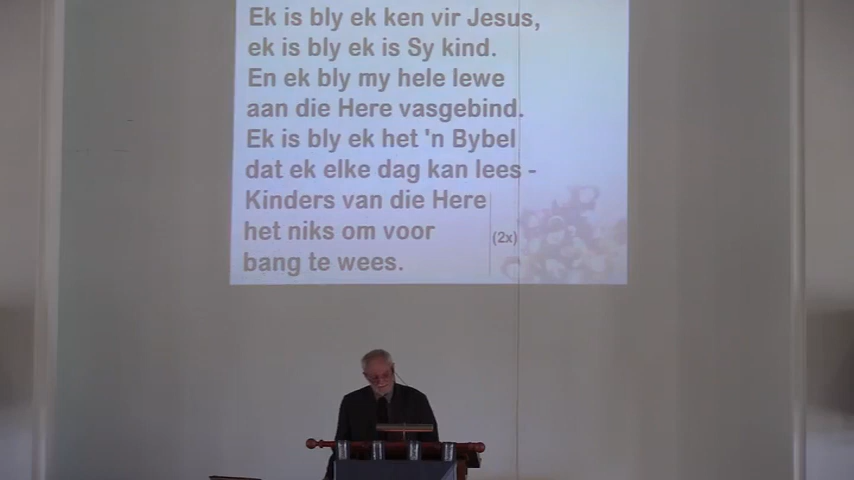 Ek is bly ek ken vir Jesus,
ek is bly ek is Sy kind.
En ek bly my hele lewe
aan die Here vasgebind.
Ek is bly ek het 'n Bybel
dat ek elke dag kan lees -
Kinders van die Here
het niks om voor
(2x)
bang te wees.